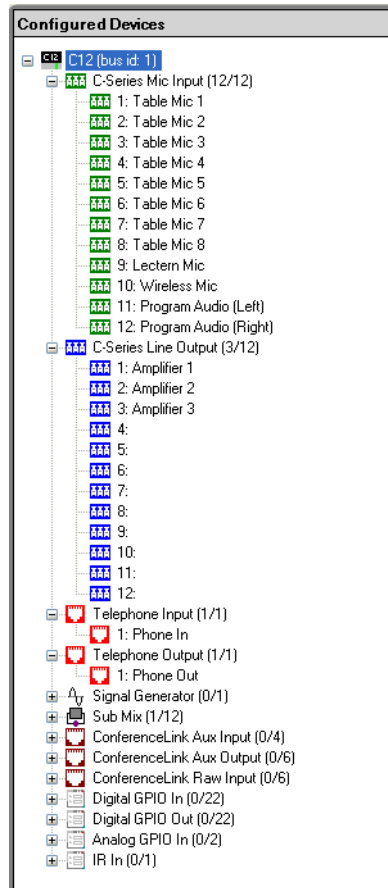 Configured Devices
C12 C12 (bus id: 1)
C-Series Mic Input (12/12)
1: Table Mic 1
2: Table Mic 2
3: Table Mic 3
4: Table Mic 4
5: Table Mic 5
6: Table Mic 6
7: Table Mic 7
8: Table Mic 8
9: Lectern Mic
10: Wireless Mic
11: Program Audio (Left)
12: Program Audio (Right)
C-Series Line Output (3/12)
1: Amplifier 1
2: Amplifier 2
3: Amplifier 3
4:
5:
6:
7:
8:
9:
10:
11:
12:
Telephone Input (1/1)
1: Phone In
Telephone Output (1/1)
1: Phone Out
Signal Generator (0/1)
Sub Mix (1/12)
ConferenceLink Aux Input (0/4)
ConferenceLink Aux Output (0/6)
ConferenceLink Raw Input (0/6)
Digital GPIO In (0/22)
Digital GPIO Out (0/22)
Analog GPIO In (0/2)
IR In (0/1)